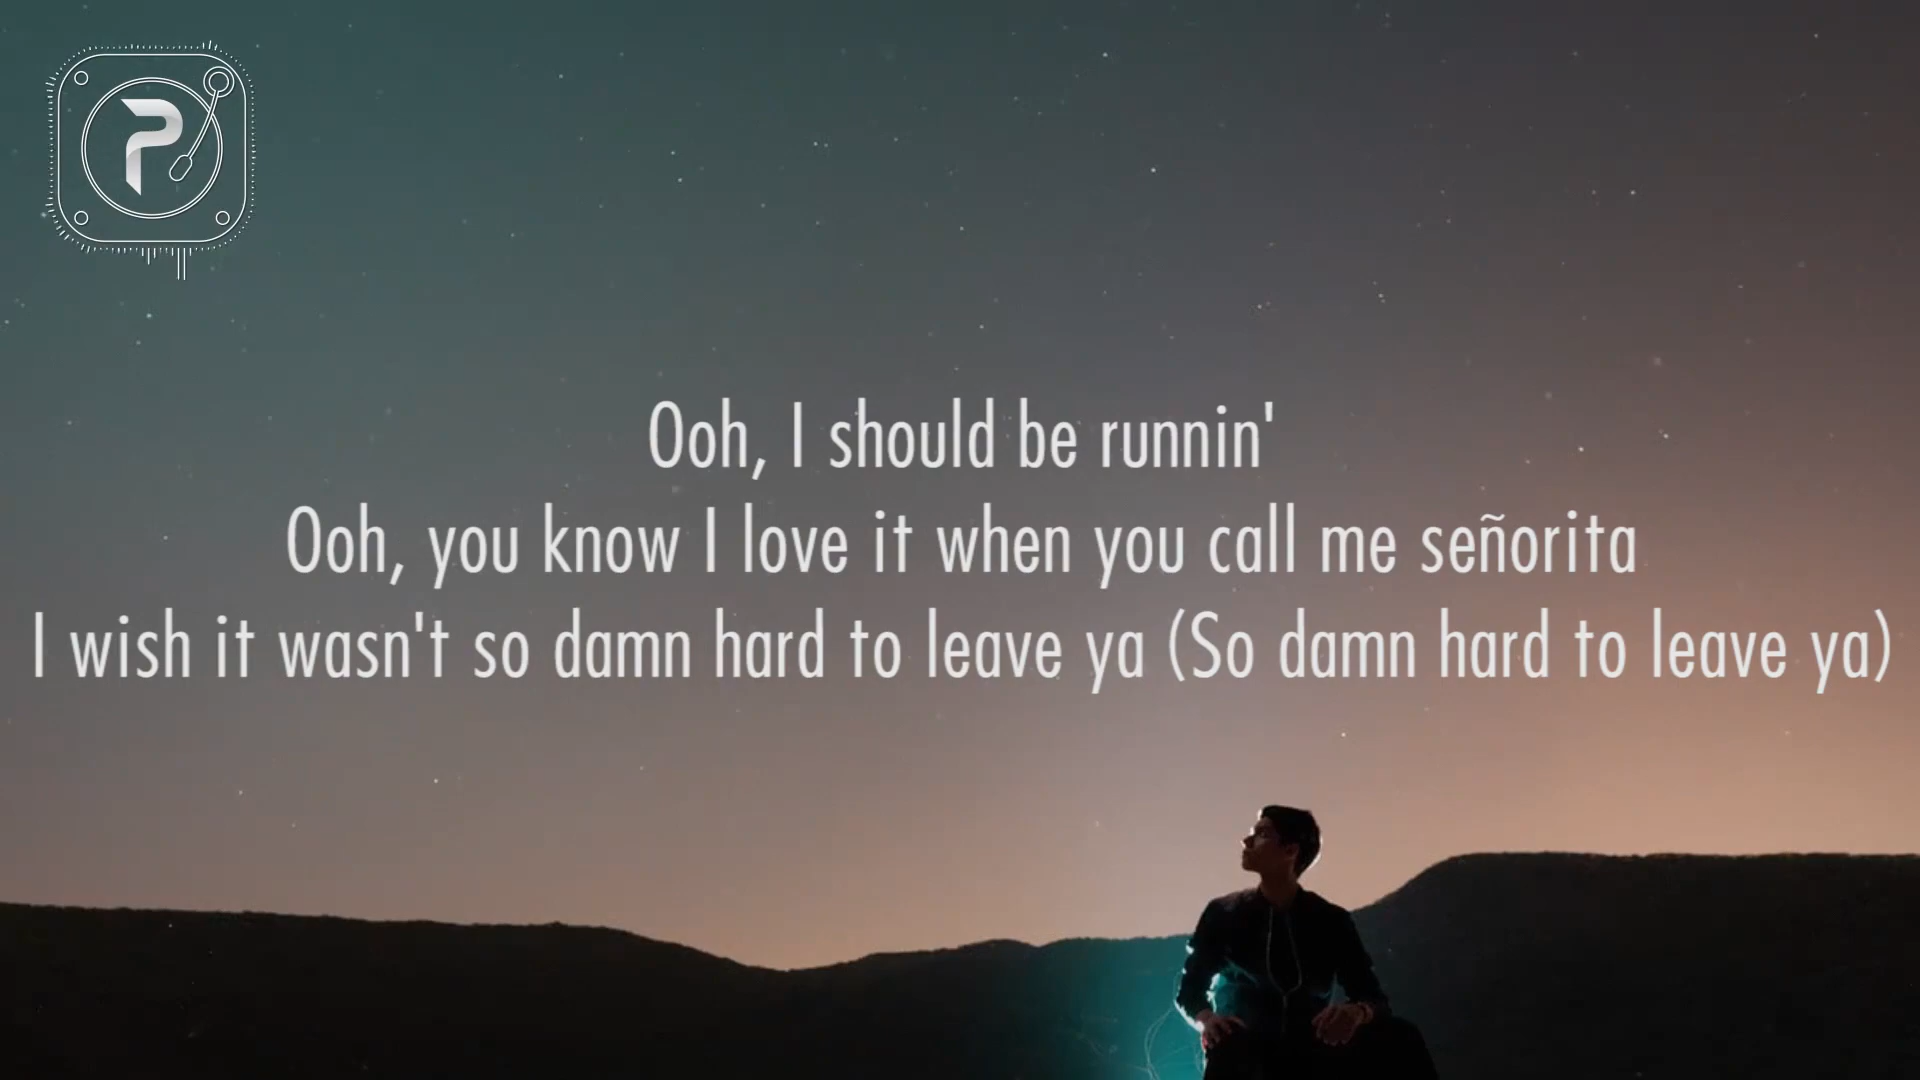 P
Ooh, I should be runnin'
Ooh, you know I love it when you call me señorita
I wish it wasn't so damn hard to leave ya (So damn hard to leave ya)